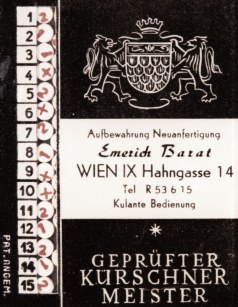 1
2
3
4
5
6
7
8
9
10
11
12
13
14
15
PAT. ANGEM.
Aufbewahrung Neuanfertigung
Emerich Barat
WIEN IX Hahngasse 14
Tel R 53 6 15
Kulante Bedienung
GEPRÜFTER
KÜRSCHNER
MEISTER